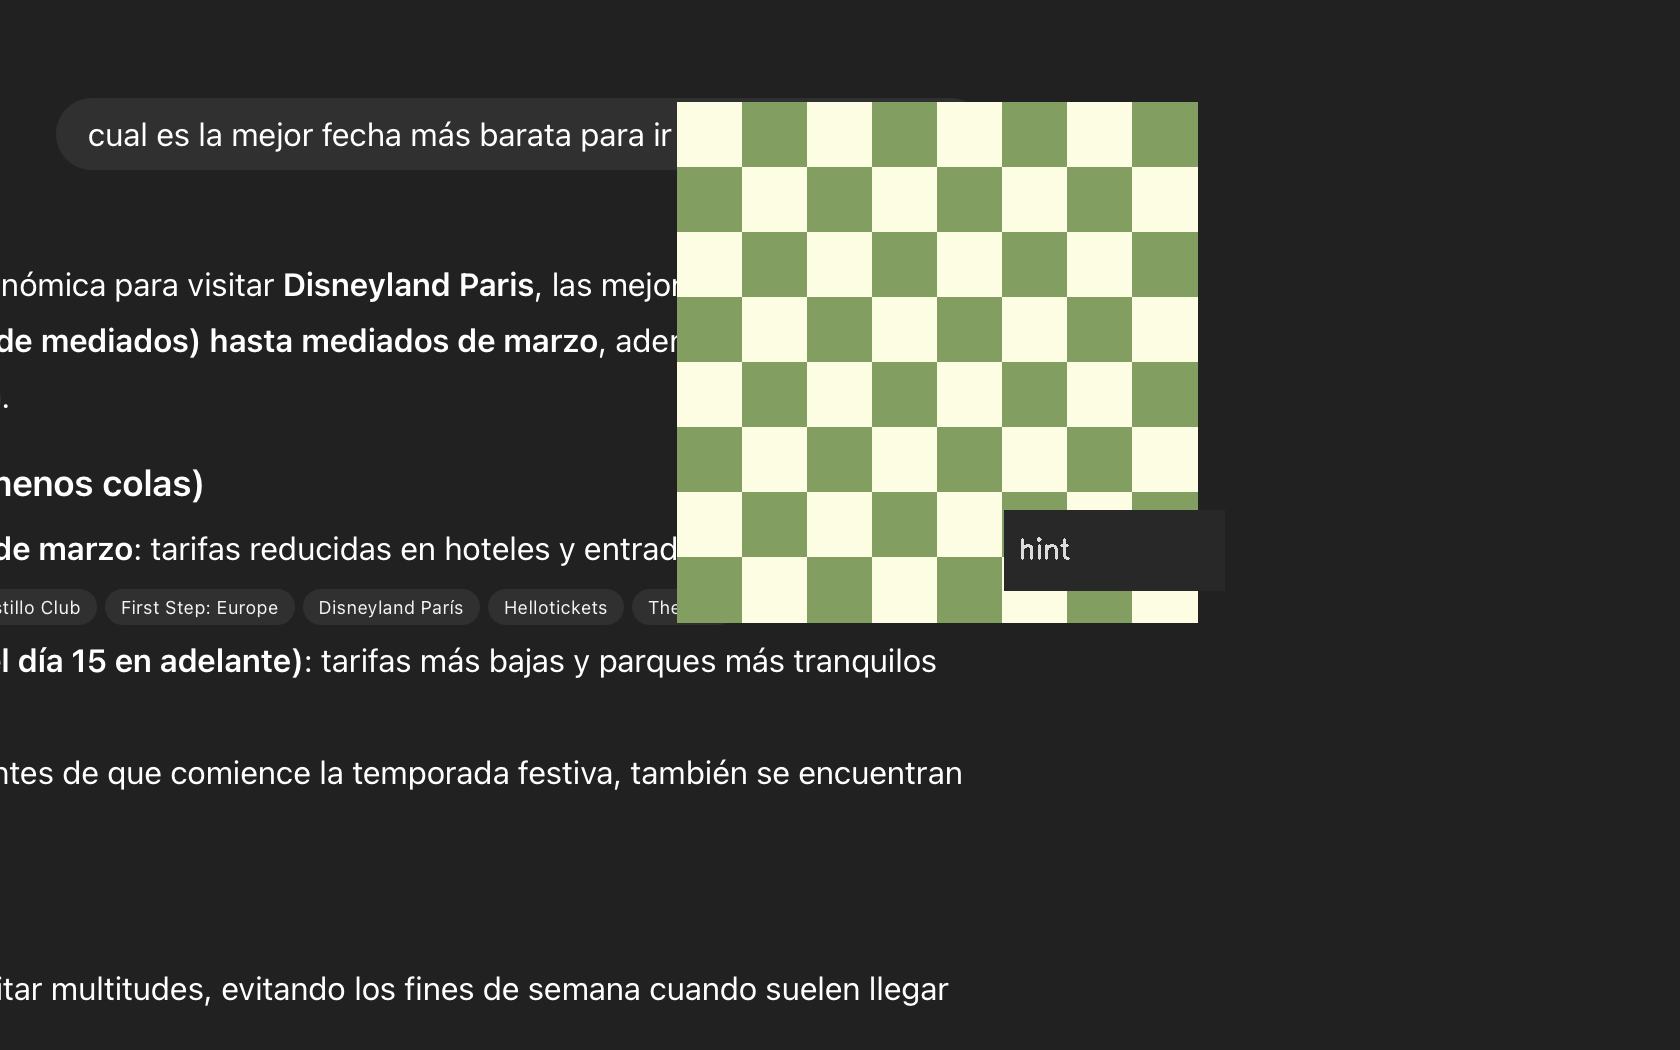 cual es la mejor fecha más barata para ir
nómica para visitar Disneyland Paris, las mejor
de mediados) hasta mediados de marzo, ader
.
menos colas)
de marzo: tarifas reducidas en hoteles y entrad
stillo Club First Step: Europe Disneyland París Hellotickets The
hint
l día 15 en adelante): tarifas más bajas y parques más tranquilos
ntes de que comience la temporada festiva, también se encuentran
itar multitudes, evitando los fines de semana cuando suelen llegar